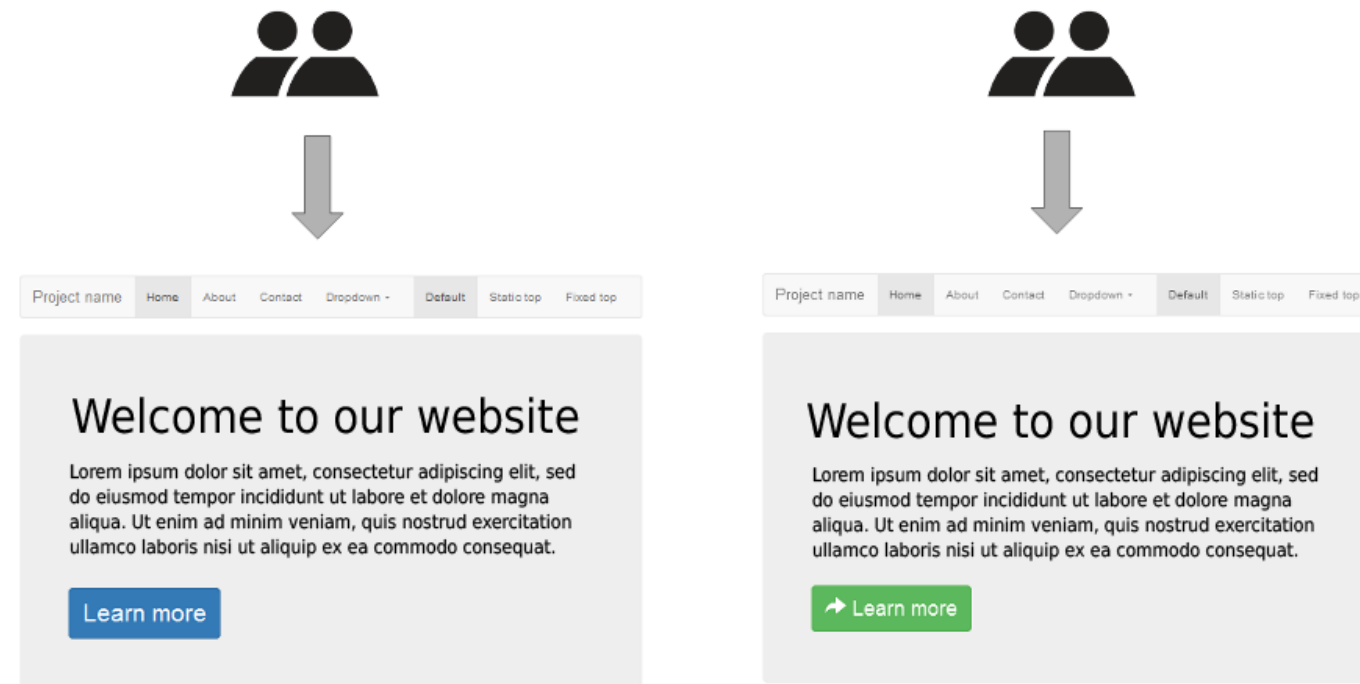 Project name Home About Contact Dropdown Default Static top Fixed top
Welcome to our website
Lorem ipsum dolor sit amet, consectetur adipiscing elit, sed
do eiusmod tempor incididunt ut labore et dolore magna
aliqua. Ut enim ad minim veniam, quis nostrud exercitation
ullamco laboris nisi ut aliquip ex ea commodo consequat.
Learn more
Project name Home About Contact Dropdown Default Static top Fixed top
Welcome to our website
Lorem ipsum dolor sit amet, consectetur adipiscing elit, sed
do eiusmod tempor incididunt ut labore et dolore magna
aliqua. Ut enim ad minim veniam, quis nostrud exercitation
ullamco laboris nisi ut aliquip ex ea commodo consequat.
Learn more